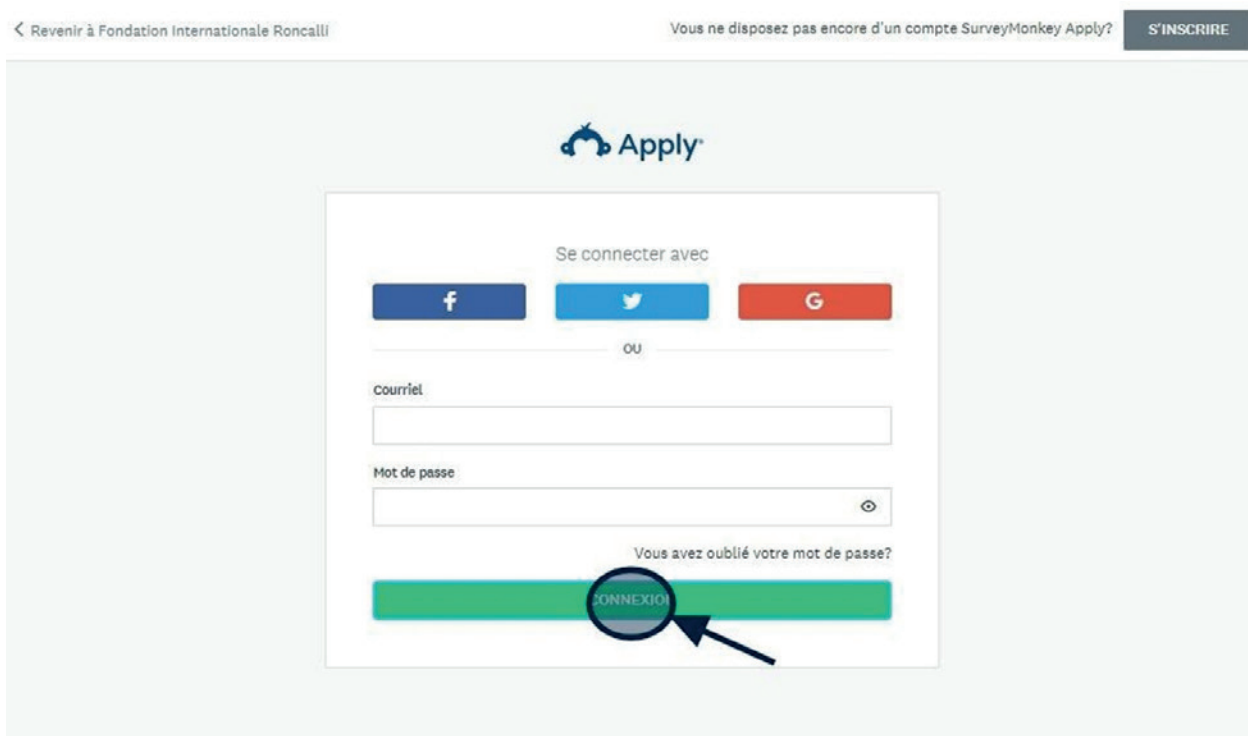 Revenir à Fondation Internationale Roncalli
Vous ne disposez pas encore d'un compte SurveyMonkey Apply?
S'INSCRIRE
Apply
Se connecter avec
f
G
OU
Courriel
Mot de passe
Vous avez oublié votre mot de passe?
CONNEXION